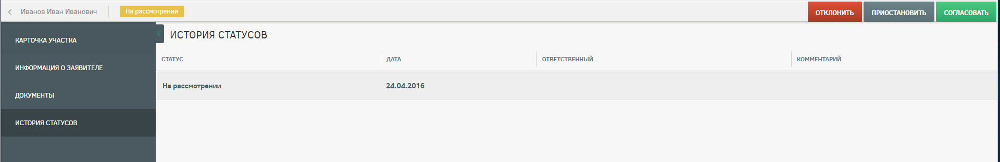 Иванов Иван Иванович
На рассмотрении
ОТКЛОНИТЬ
ПРИОСТАНОВИТЬ
СОГЛАСОВАТЬ
КАРТОЧКА УЧАСТКА
ИНФОРМАЦИЯ О ЗАЯВИТЕЛЕ
ДОКУМЕНТЫ
ИСТОРИЯ СТАТУСОВ
ИСТОРИЯ СТАТУСОВ
СТАТУС
ДАТА
ОТВЕТСТВЕННЫЙ
КОММЕНТАРИЙ
На рассмотрении
24.04.2016